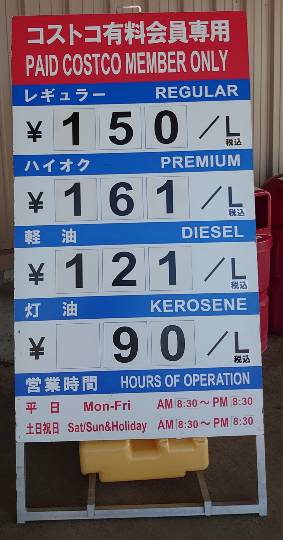 コストコ有料会員専用
PAID COSTCO MEMBER ONLY
レギュラー REGULAR
¥ 150 /L 税込
ハイオク PREMIUM
¥ 161 /L 税込
軽油 DIESEL
¥ 121 /L 税込
灯油 KEROSENE
¥ 90 /L 税込
営業時間 HOURS OF OPERATION
平日 Mon-Fri AM 8:30～PM 8:30
土日祝日 Sat/Sun&Holiday AM 8:30～PM 8:30